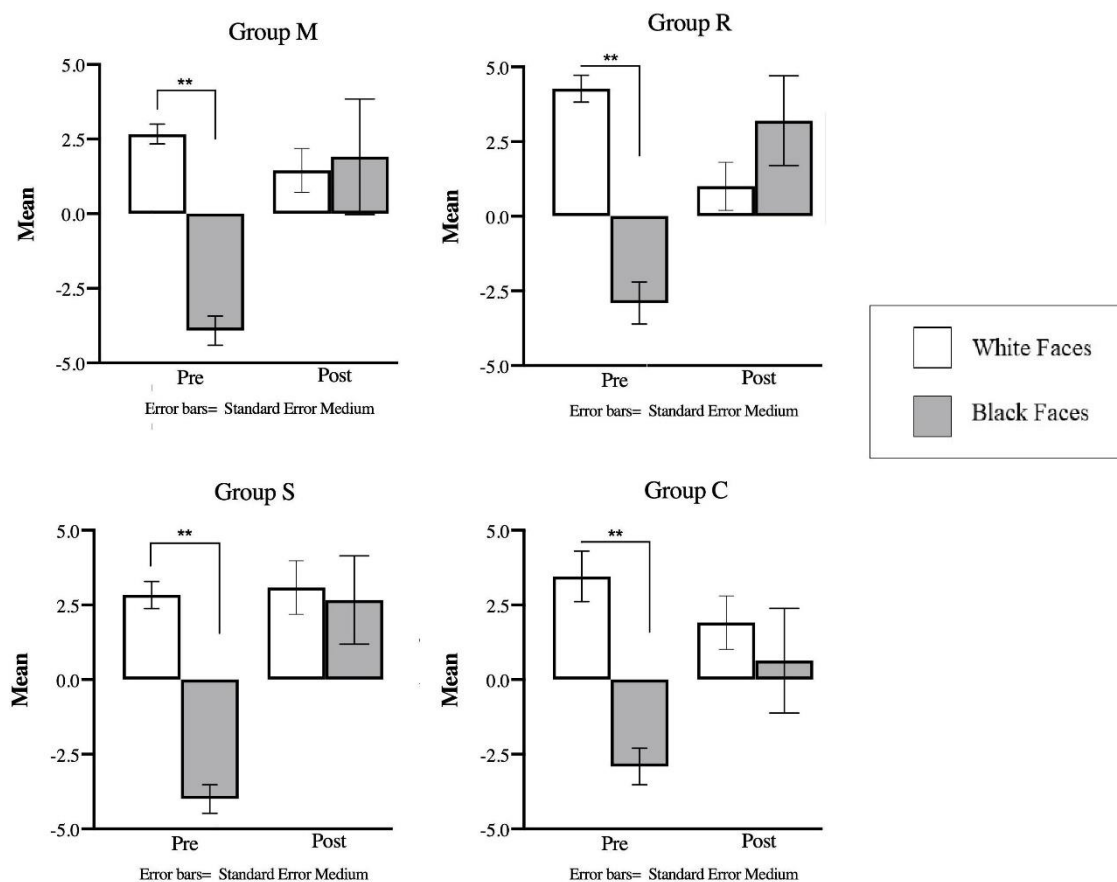 Group M
5.0
**
2.5
0.0
-2.5
-5.0
Mean
Pre
Post
Error bars= Standard Error Medium
Group R
5.0
**
2.5
0.0
-2.5
-5.0
Mean
Pre
Post
Error bars= Standard Error Medium
White Faces
Black Faces
Group S
5.0
**
2.5
0.0
-2.5
-5.0
Mean
Pre
Post
Error bars= Standard Error Medium
Group C
5.0
**
2.5
0.0
-2.5
-5.0
Mean
Pre
Post
Error bars= Standard Error Medium